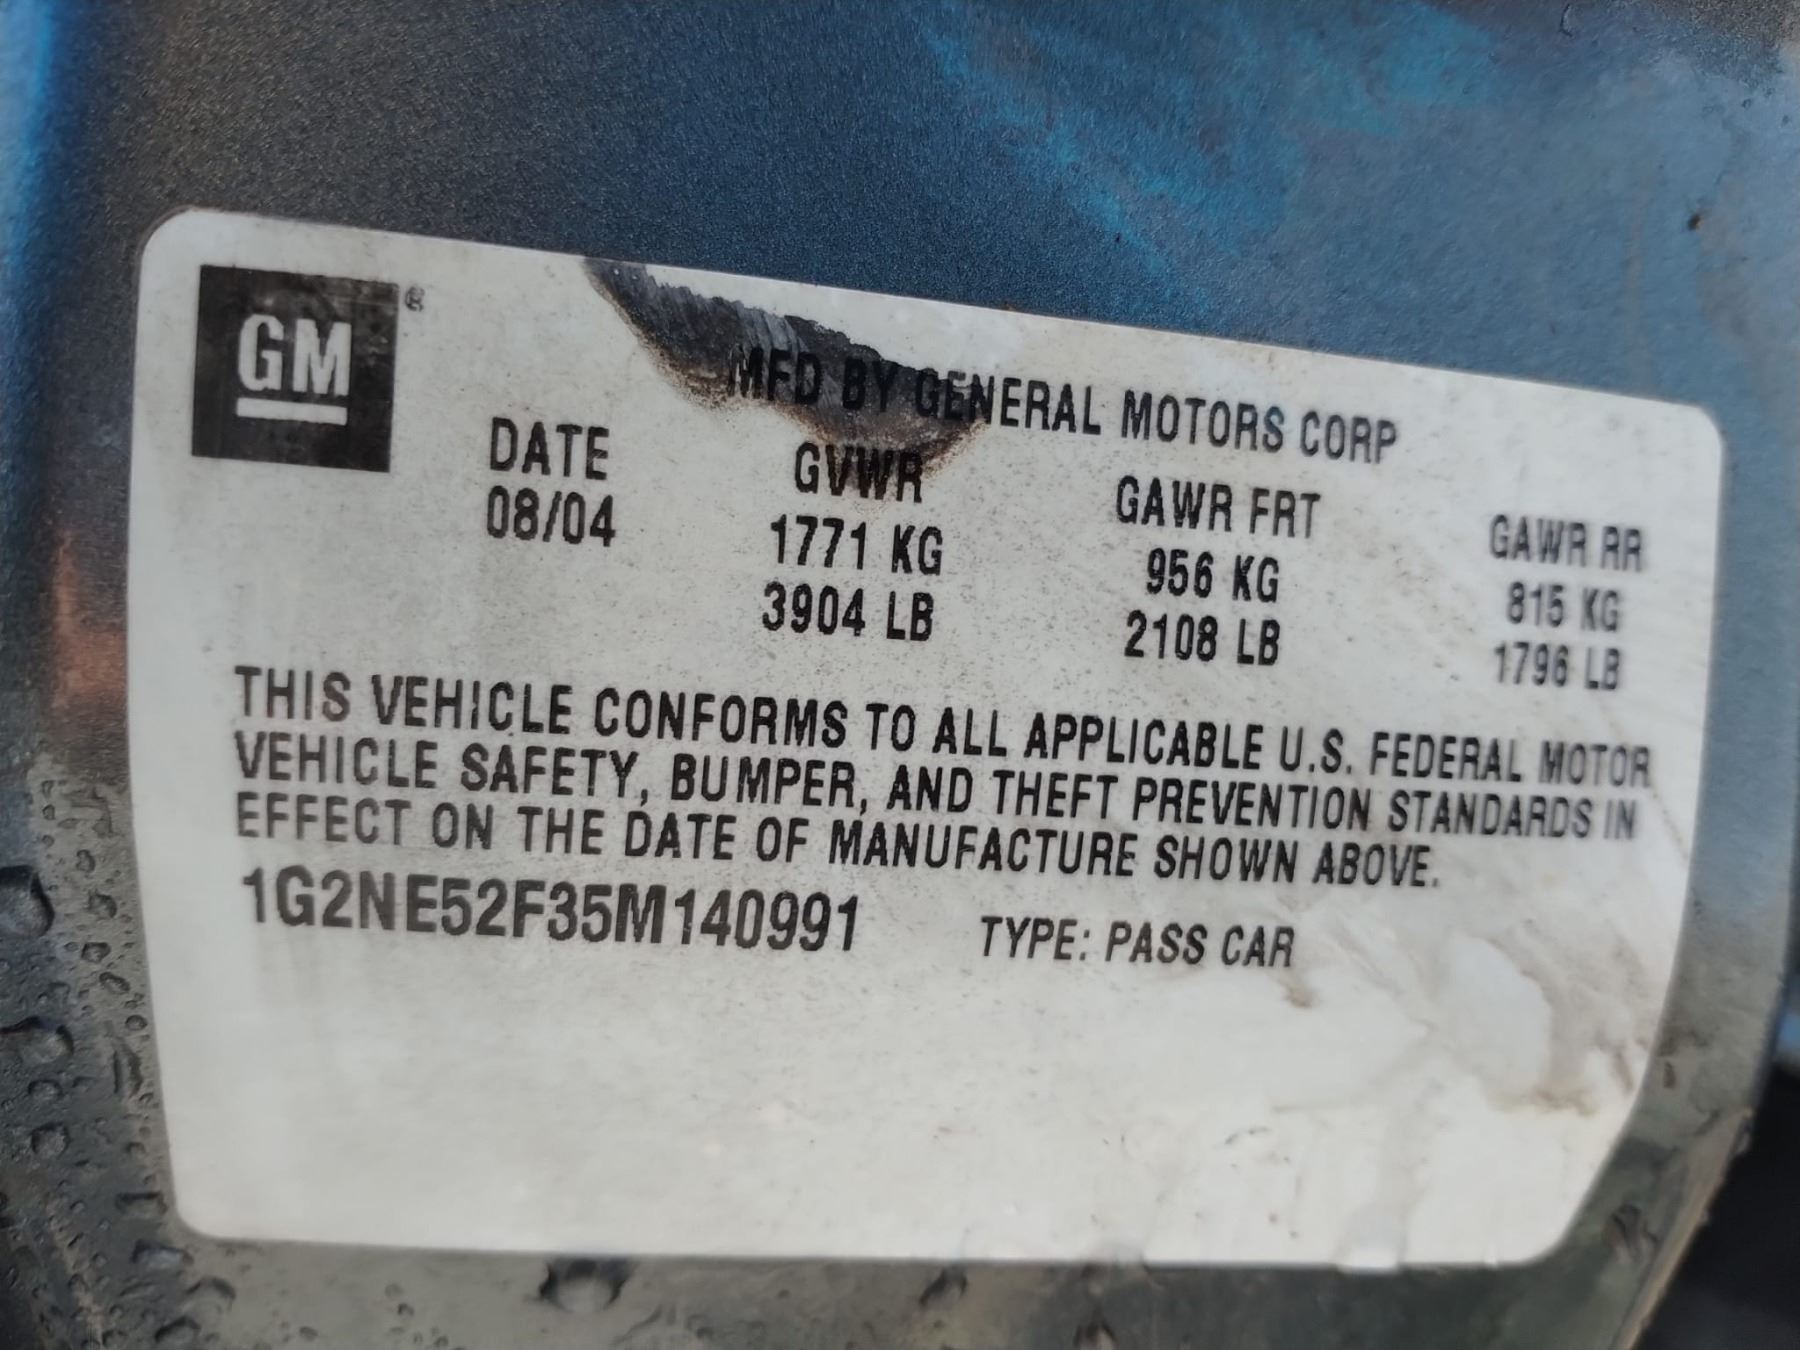 GM ®
MFD BY GENERAL MOTORS CORP
DATE GVWR GAWR FRT GAWR RR
08/04 1771 KG 956 KG 815 KG
3904 LB 2108 LB 1796 LB
THIS VEHICLE CONFORMS TO ALL APPLICABLE U.S. FEDERAL MOTOR
VEHICLE SAFETY, BUMPER, AND THEFT PREVENTION STANDARDS IN
EFFECT ON THE DATE OF MANUFACTURE SHOWN ABOVE.
1G2NE52F35M140991 TYPE: PASS CAR